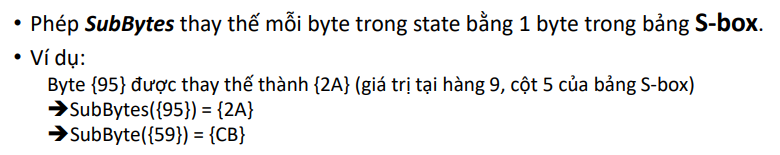 • Phép SubBytes thay thế mỗi byte trong state bằng 1 byte trong bảng S-box.
• Ví dụ:
Byte {95} được thay thế thành {2A} (giá trị tại hàng 9, cột 5 của bảng S-box)
➔SubBytes({95}) = {2A}
➔SubByte({59}) = {CB}